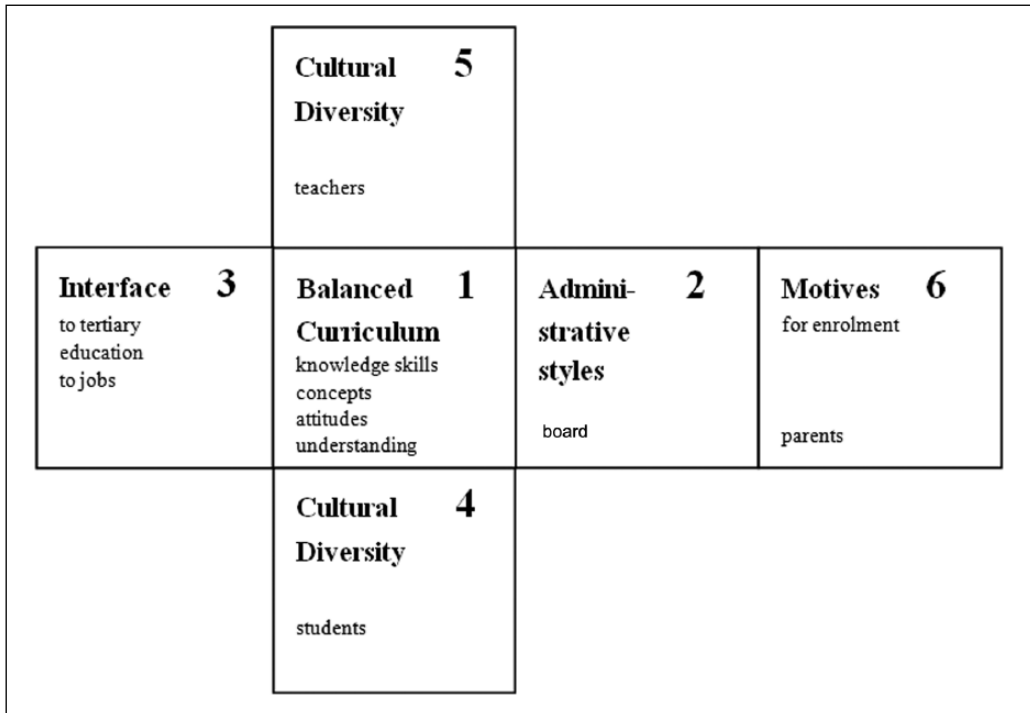 Cultural 5
Diversity
teachers
Interface 3
to tertiary
education
to jobs
Balanced 1
Curriculum
knowledge skills
concepts
attitudes
understanding
Admini- 2
strative
styles
board
Motives 6
for enrolment
parents
Cultural 4
Diversity
students